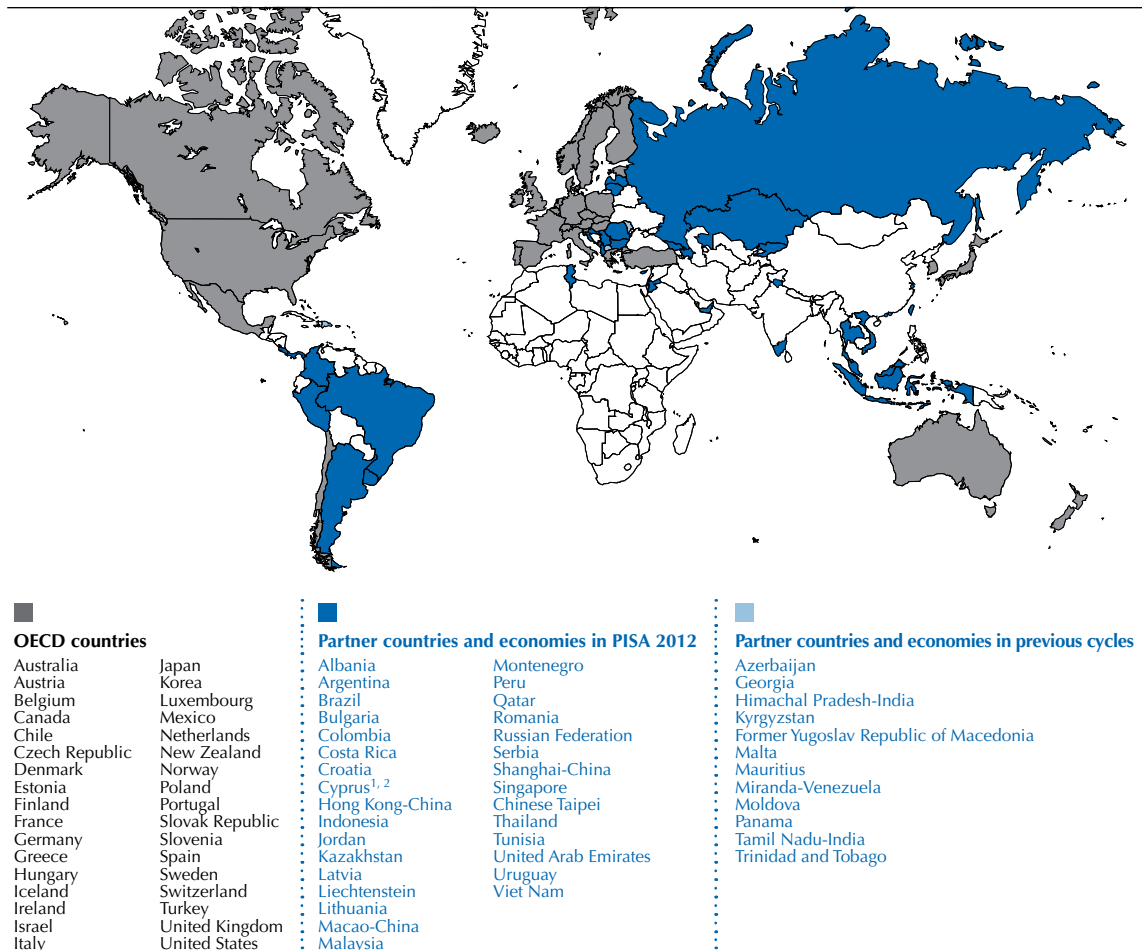 OECD countries
Australia
Austria
Belgium
Canada
Chile
Czech Republic
Denmark
Estonia
Finland
France
Germany
Greece
Hungary
Iceland
Ireland
Israel
Italy
Japan
Korea
Luxembourg
Mexico
Netherlands
New Zealand
Norway
Poland
Portugal
Slovak Republic
Slovenia
Spain
Sweden
Switzerland
Turkey
United Kingdom
United States
Partner countries and economies in PISA 2012
Albania
Argentina
Brazil
Bulgaria
Colombia
Costa Rica
Croatia
Cyprus1, 2
Hong Kong-China
Indonesia
Jordan
Kazakhstan
Latvia
Liechtenstein
Lithuania
Macao-China
Malaysia
Montenegro
Peru
Qatar
Romania
Russian Federation
Serbia
Shanghai-China
Singapore
Chinese Taipei
Thailand
Tunisia
United Arab Emirates
Uruguay
Viet Nam
Partner countries and economies in previous cycles
Azerbaijan
Georgia
Himachal Pradesh-India
Kyrgyzstan
Former Yugoslav Republic of Macedonia
Malta
Mauritius
Miranda-Venezuela
Moldova
Panama
Tamil Nadu-India
Trinidad and Tobago